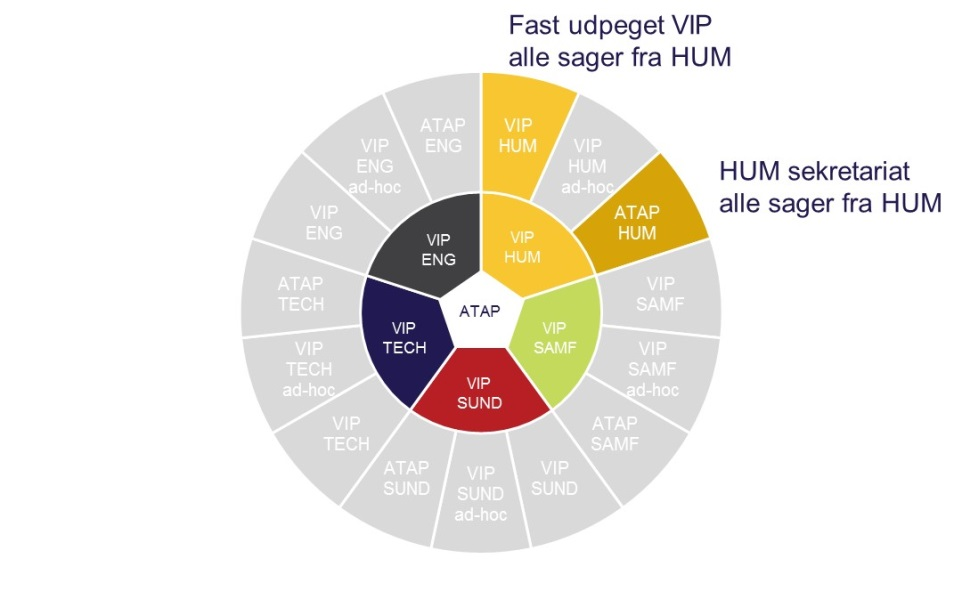 Fast udpeget VIP
alle sager fra HUM
HUM sekretariat
alle sager fra HUM
VIP
HUM
VIP
HUM
ad-hoc
ATAP
HUM
VIP
SAMF
VIP
SAMF
ad-hoc
ATAP
SAMF
VIP
SUND
VIP
SUND
ad-hoc
ATAP
SUND
VIP
TECH
VIP
TECH
ad-hoc
ATAP
TECH
VIP
ENG
VIP
ENG
ad-hoc
ATAP
ENG
VIP
HUM
VIP
SAMF
VIP
SUND
VIP
TECH
VIP
ENG
ATAP